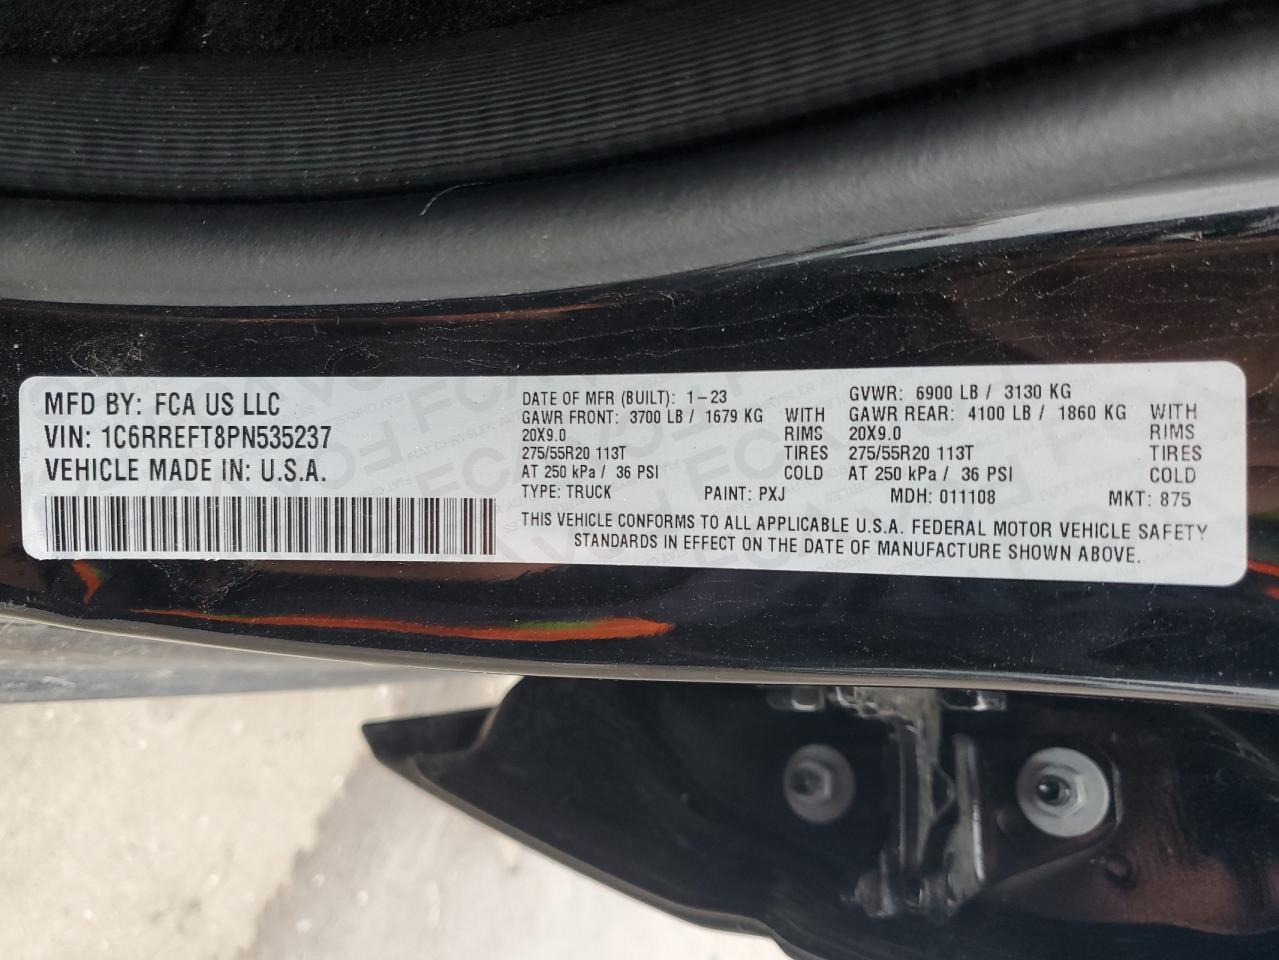 MFD BY: FCA US LLC
VIN: 1C6RREFT8PN535237
VEHICLE MADE IN: U.S.A.
DATE OF MFR (BUILT): 1-23
GAWR FRONT: 3700 LB / 1679 KG WITH
20X9.0 RIMS
275/55R20 113T TIRES
AT 250 kPa / 36 PSI COLD
GVWR: 6900 LB / 3130 KG
GAWR REAR: 4100 LB / 1860 KG WITH
20X9.0 RIMS
275/55R20 113T TIRES
AT 250 kPa / 36 PSI COLD
TYPE: TRUCK PAINT: PXJ MDH: 011108 MKT: 875
THIS VEHICLE CONFORMS TO ALL APPLICABLE U.S.A. FEDERAL MOTOR VEHICLE SAFETY
STANDARDS IN EFFECT ON THE DATE OF MANUFACTURE SHOWN ABOVE.